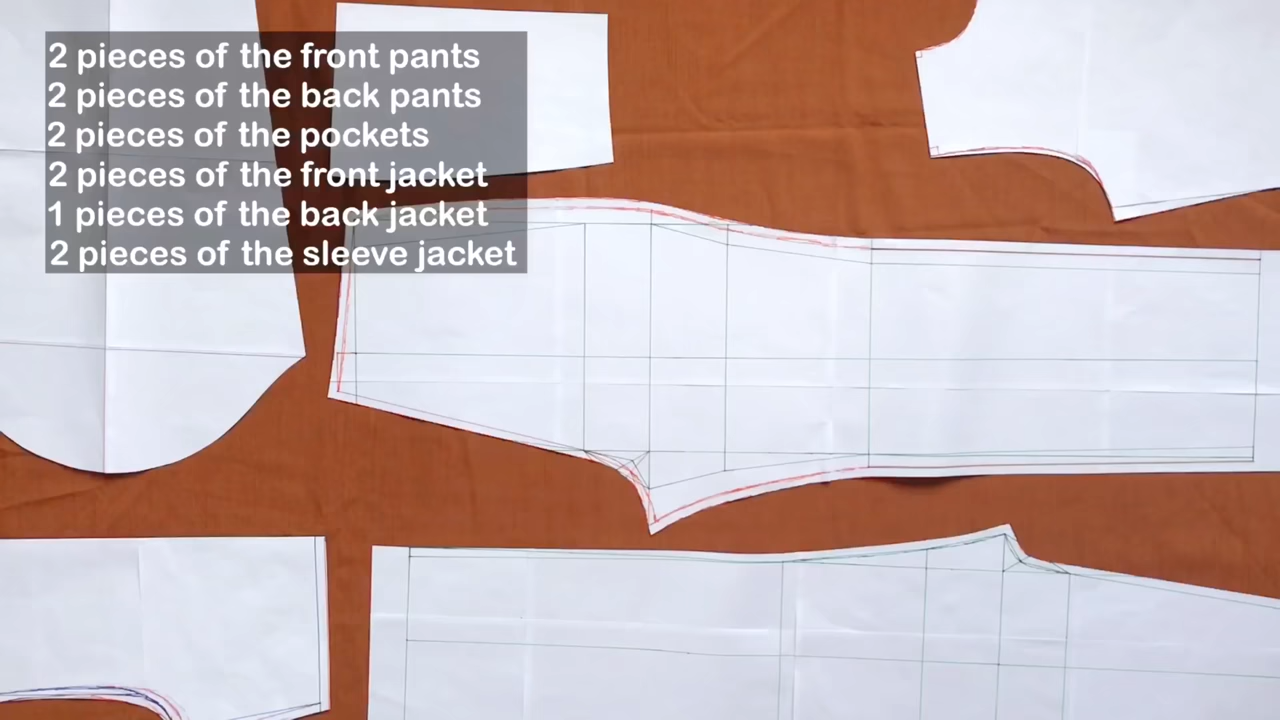 2 pieces of the front pants
2 pieces of the back pants
2 pieces of the pockets
2 pieces of the front jacket
1 pieces of the back jacket
2 pieces of the sleeve jacket